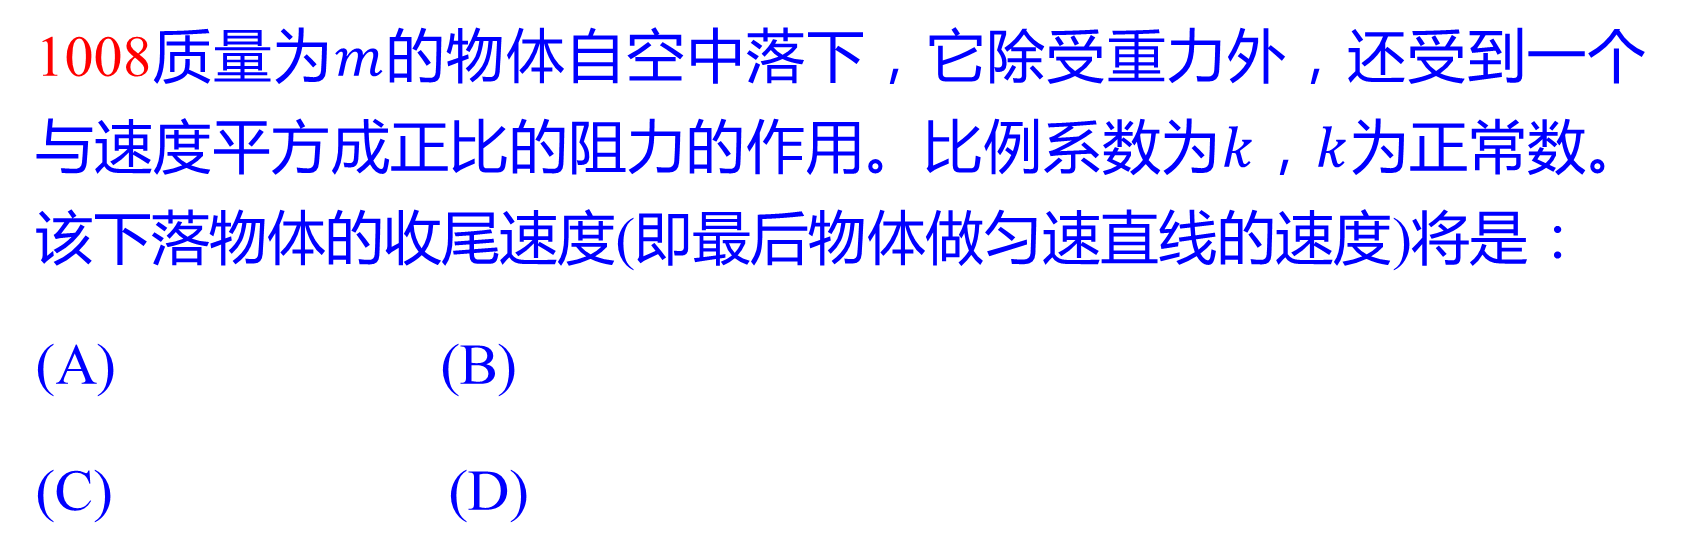 1008质量为m的物体自空中落下，它除受重力外，还受到一个
与速度平方成正比的阻力的作用。比例系数为k，k为正常数。
该下落物体的收尾速度(即最后物体做匀速直线的速度)将是：
(A) (B)
(C) (D)